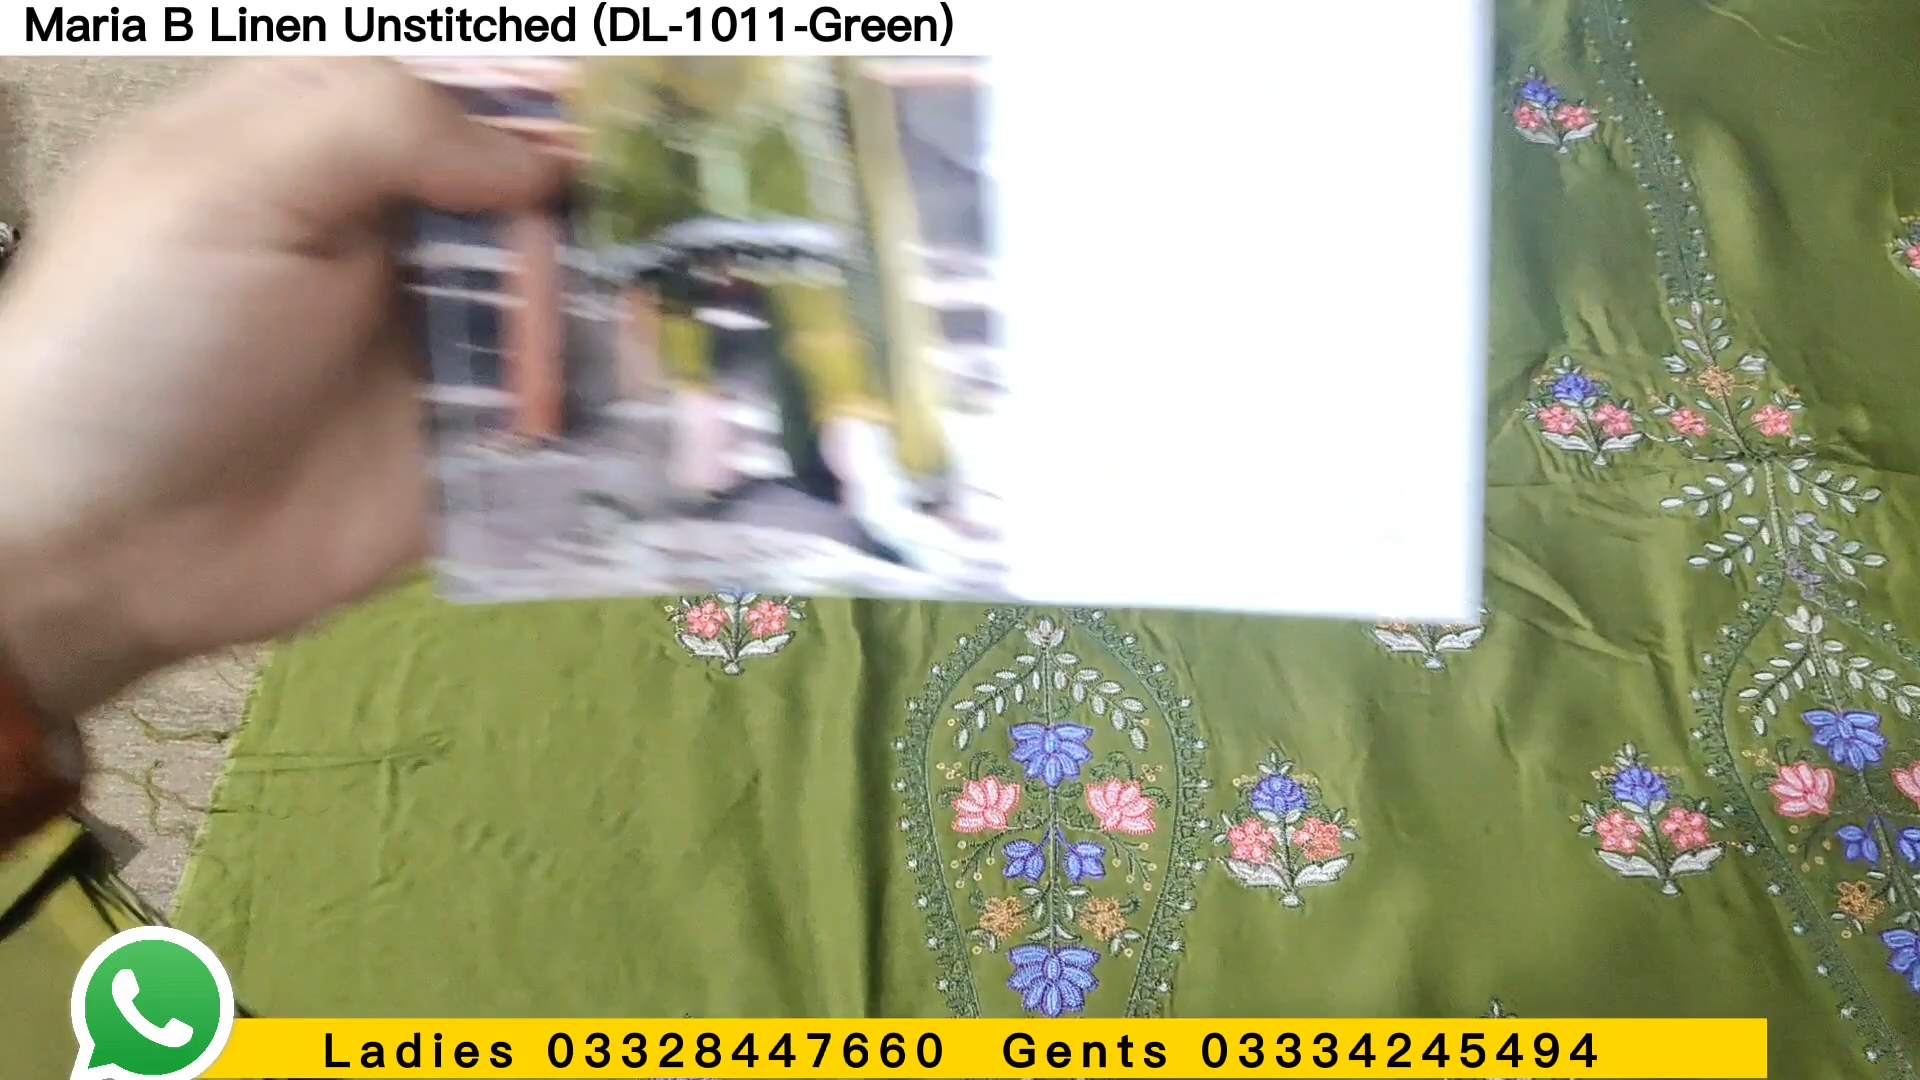 Maria B Linen Unstitched (DL-1011-Green)
Ladies 03328447660 Gents 03334245494